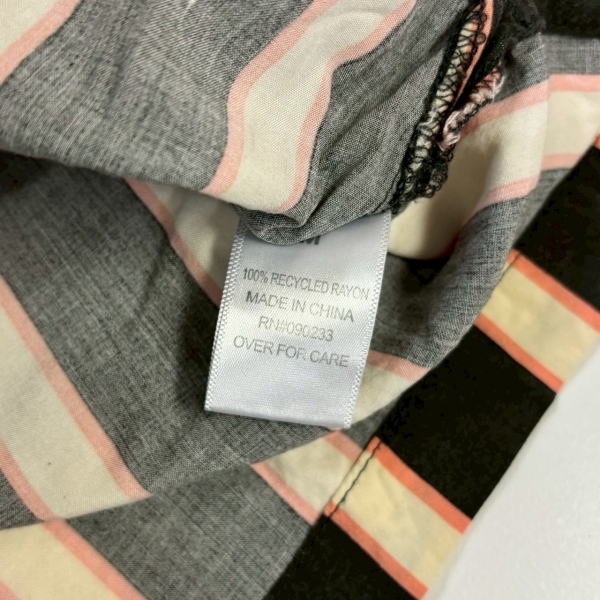 M
100% RECYCLED RAYON
MADE IN CHINA
RN#090233
OVER FOR CARE